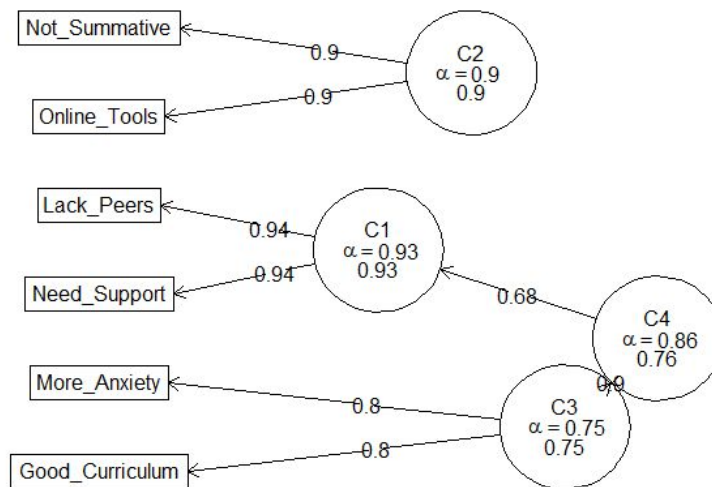 Not_Summative
0.9
C2
α = 0.9
0.9
Online_Tools
0.9
Lack_Peers
0.94
C1
α = 0.93
0.93
Need_Support
0.94
0.68
C4
α = 0.86
0.76
More_Anxiety
0.8
0.9
C3
α = 0.75
0.75
Good_Curriculum
0.8